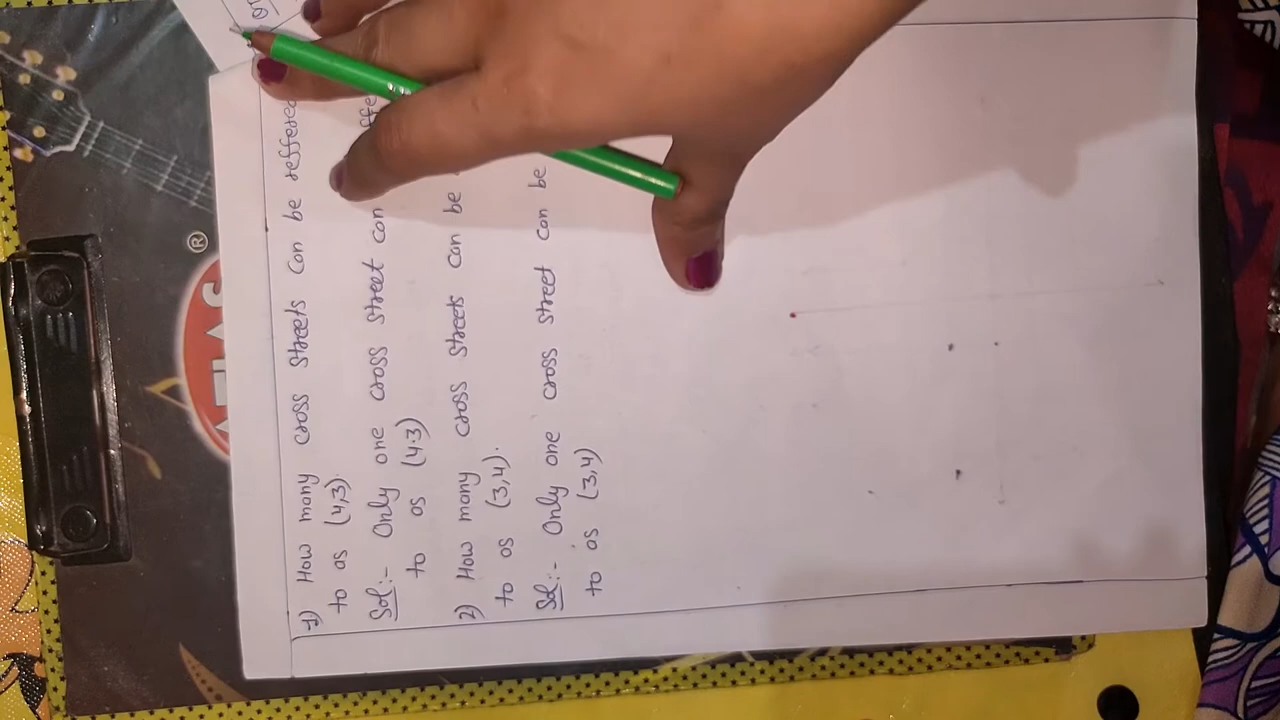 1) How many cross streets can be reffered
to as (4,3).
Sol:- Only one cross street can
to as (4.3)
2) How many cross streets can be
to as (3,4).
Sol:- Only one cross street can be
to as (3,4)
®